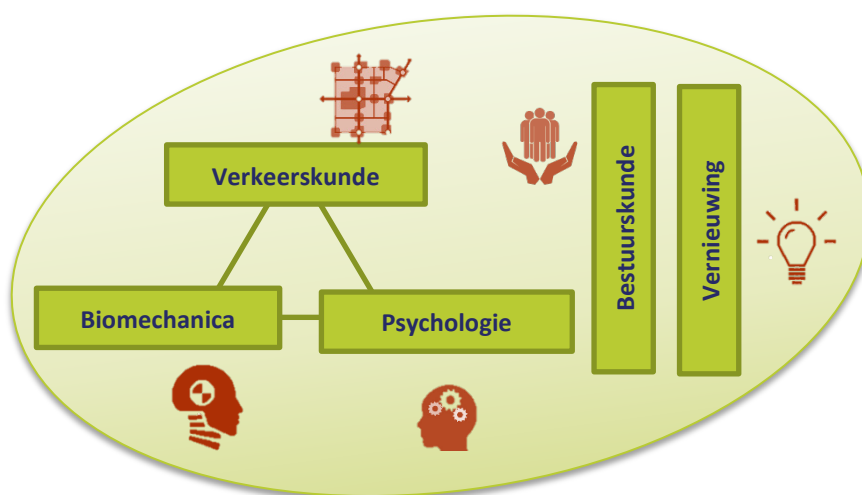 Verkeerskunde
Biomechanica
Psychologie
Bestuurskunde
Vernieuwing